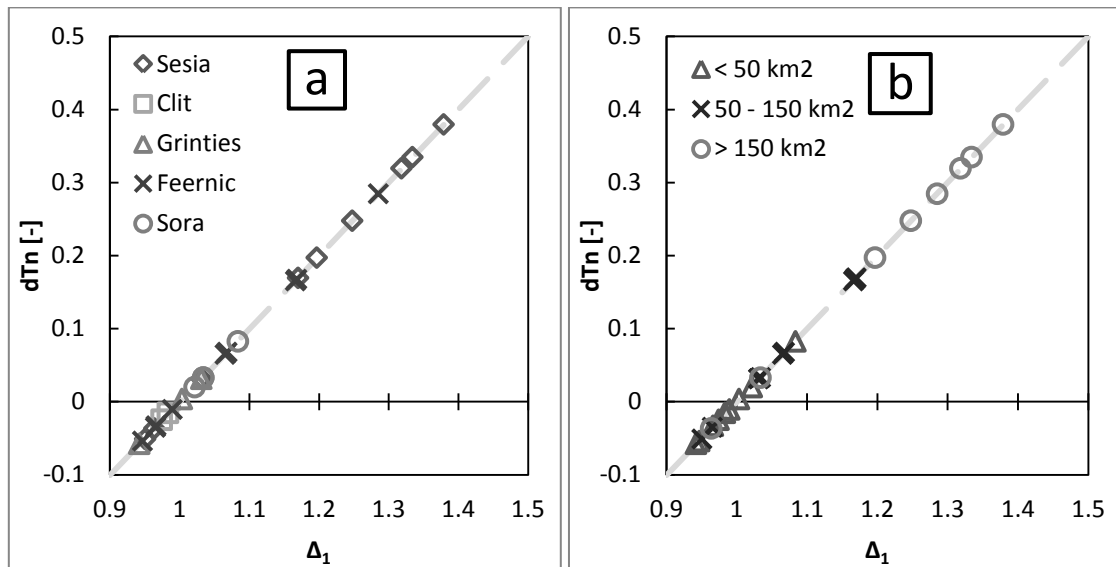 a
Sesia
Clit
Grinties
Feernic
Sora
0.5
0.4
0.3
0.2
0.1
0
-0.1
dTn [-]
0.9 1 1.1 1.2 1.3 1.4 1.5
Δ1
b
< 50 km2
50 - 150 km2
> 150 km2
0.5
0.4
0.3
0.2
0.1
0
-0.1
dTn [-]
0.9 1 1.1 1.2 1.3 1.4 1.5
Δ1